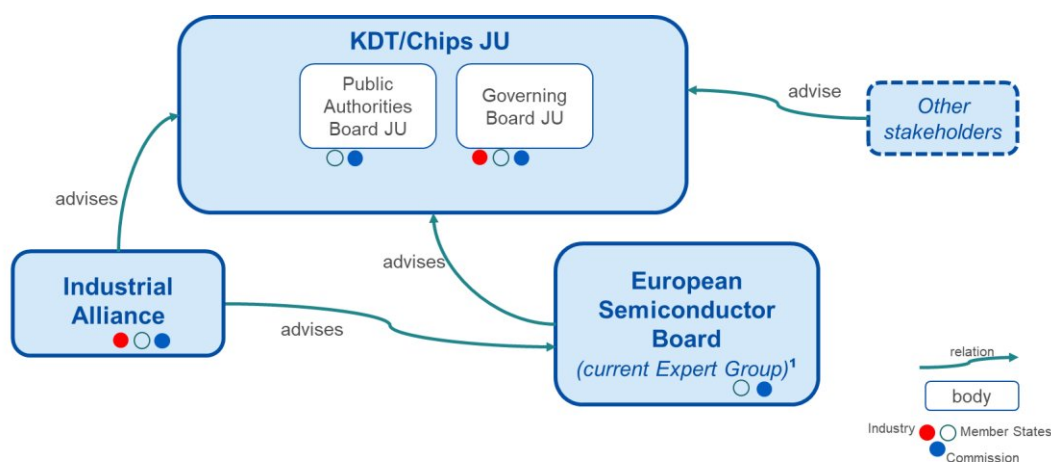 KDT/Chips JU
Public
Authorities
Board JU
Governing
Board JU
advise
Other
stakeholders
advises
advises
Industrial
Alliance
advises
European
Semiconductor
Board
(current Expert Group)¹
relation
body
Industry
Member States
Commission